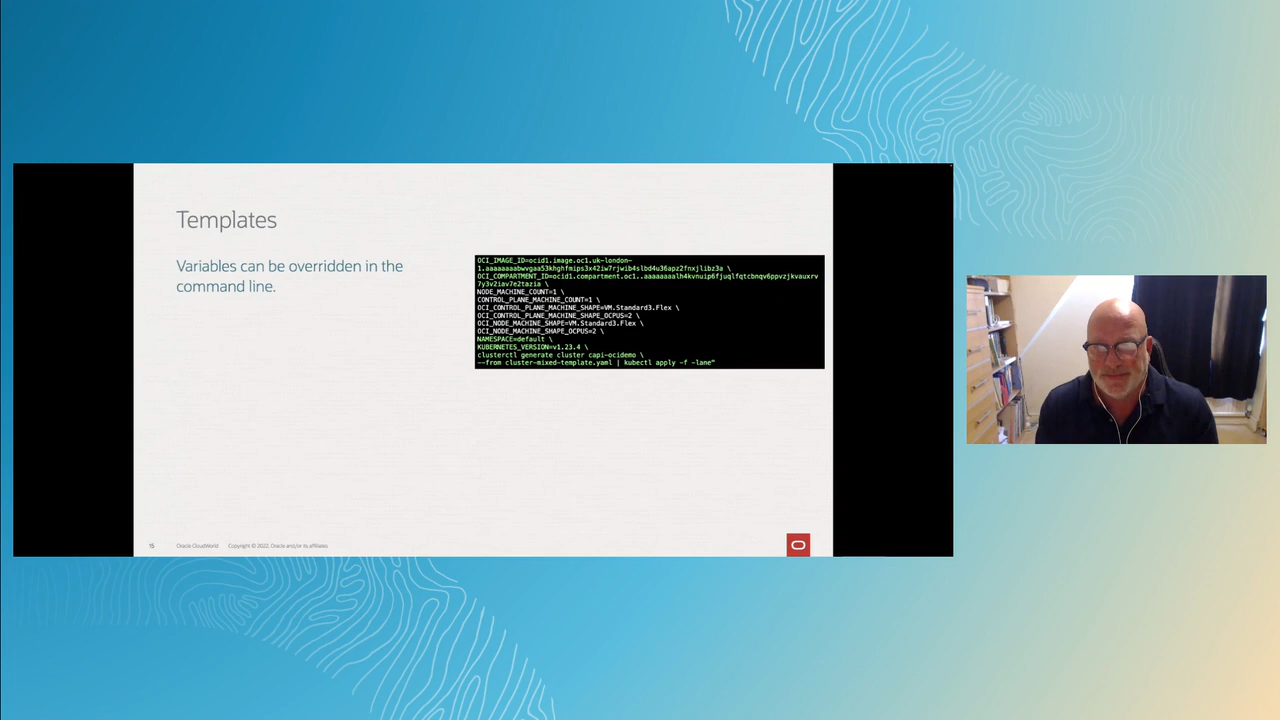 Templates
Variables can be overridden in the
command line.
OCI_IMAGE_ID=ocid1.image.oc1.uk-london-
1.aaaaaaaabwvgaa53khghfmips3x42iw7rjwib4slbd4u36apz2fnxjlibz3a \
OCI_COMPARTMENT_ID=ocid1.compartment.oc1..aaaaaaaalh4kvnuip6fjuqlfqtcbnqv6ppvzjkvauxrv
7y3v2iav7e2tazia \
NODE_MACHINE_COUNT=1 \
CONTROL_PLANE_MACHINE_COUNT=1 \
OCI_CONTROL_PLANE_MACHINE_SHAPE=VM.Standard3.Flex \
OCI_CONTROL_PLANE_MACHINE_SHAPE_OCPUS=2 \
OCI_NODE_MACHINE_SHAPE=VM.Standard3.Flex \
OCI_NODE_MACHINE_SHAPE_OCPUS=2 \
NAMESPACE=default \
KUBERNETES_VERSION=v1.23.4 \
clusterctl generate cluster capi-ocidemo \
--from cluster-mixed-template.yaml | kubectl apply -f -lane"
15 Oracle CloudWorld Copyright © 2022, Oracle and/or its affiliates